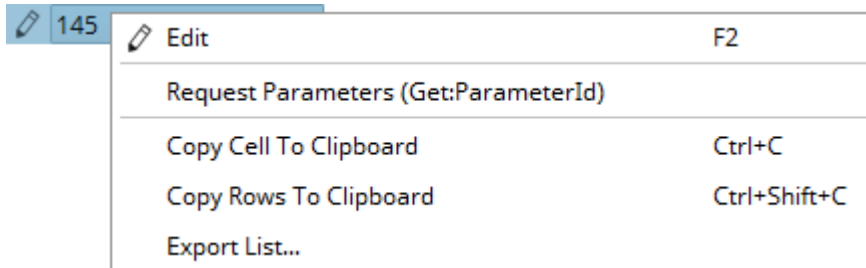 145
Edit F2
Request Parameters (Get:ParameterId)
Copy Cell To Clipboard Ctrl+C
Copy Rows To Clipboard Ctrl+Shift+C
Export List...